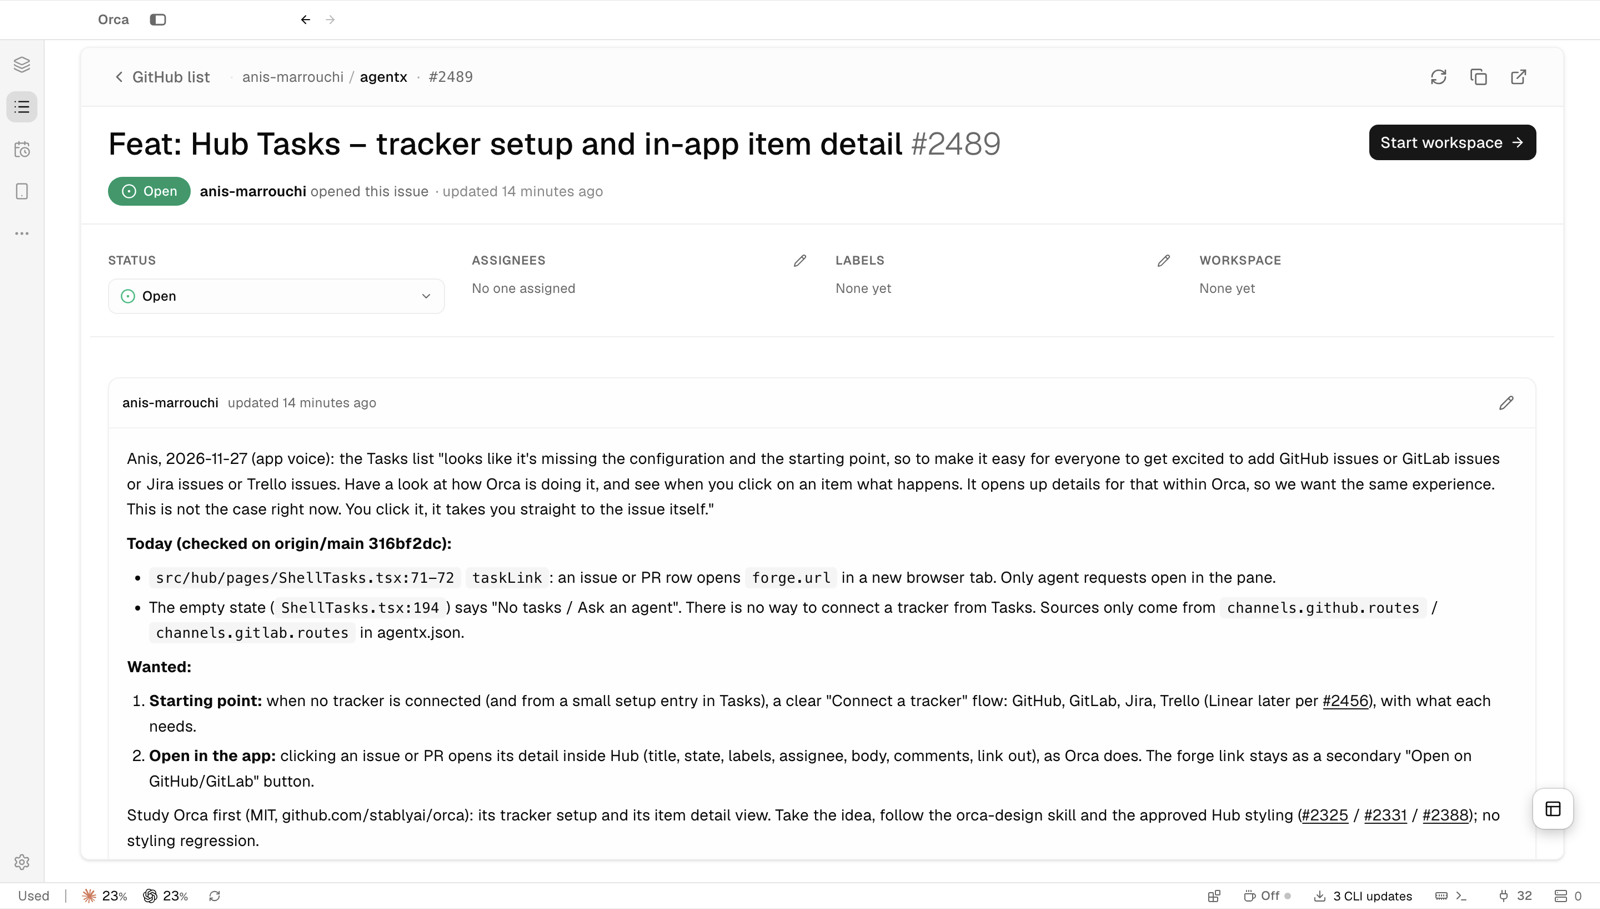 Orca
GitHub list · anis-marrouchi / agentx · #2489
Feat: Hub Tasks – tracker setup and in-app item detail #2489
Start workspace →
Open anis-marrouchi opened this issue · updated 14 minutes ago
STATUS
Open
ASSIGNEES
No one assigned
LABELS
None yet
WORKSPACE
None yet
anis-marrouchi updated 14 minutes ago
Anis, 2026-11-27 (app voice): the Tasks list "looks like it's missing the configuration and the starting point, so to make it easy for everyone to get excited to add GitHub issues or GitLab issues
or Jira issues or Trello issues. Have a look at how Orca is doing it, and see when you click on an item what happens. It opens up details for that within Orca, so we want the same experience.
This is not the case right now. You click it, it takes you straight to the issue itself."
Today (checked on origin/main 316bf2dc):
• src/hub/pages/ShellTasks.tsx:71-72 taskLink : an issue or PR row opens forge.url in a new browser tab. Only agent requests open in the pane.
• The empty state ( ShellTasks.tsx:194 ) says "No tasks / Ask an agent". There is no way to connect a tracker from Tasks. Sources only come from channels.github.routes /
channels.gitlab.routes in agentx.json.
Wanted:
1. Starting point: when no tracker is connected (and from a small setup entry in Tasks), a clear "Connect a tracker" flow: GitHub, GitLab, Jira, Trello (Linear later per #2456), with what each
needs.
2. Open in the app: clicking an issue or PR opens its detail inside Hub (title, state, labels, assignee, body, comments, link out), as Orca does. The forge link stays as a secondary "Open on
GitHub/GitLab" button.
Study Orca first (MIT, github.com/stablyai/orca): its tracker setup and its item detail view. Take the idea, follow the orca-design skill and the approved Hub styling (#2325 / #2331 / #2388); no
styling regression.
Used | 23% 23%
Off
3 CLI updates
32
0